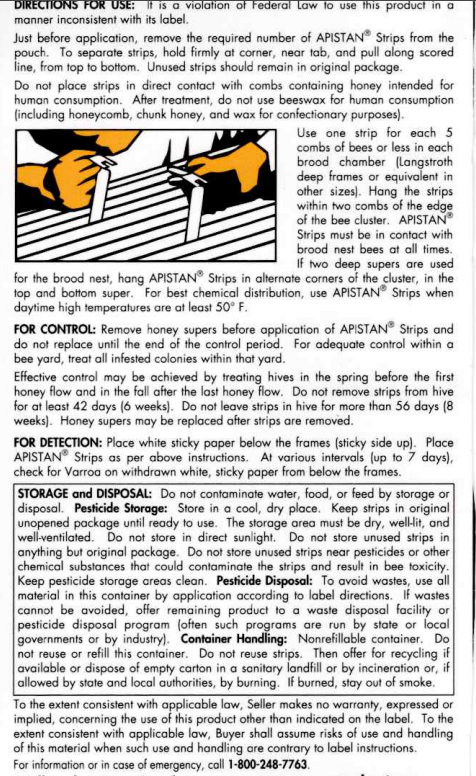 DIRECTIONS FOR USE: It is a violation of Federal Law to use this product in a
manner inconsistent with its label.
Just before application, remove the required number of APISTAN® Strips from the
pouch. To separate strips, hold firmly at corner, near tab, and pull along scored
line, from top to bottom. Unused strips should remain in original package.
Do not place strips in direct contact with combs containing honey intended for
human consumption. After treatment, do not use beeswax for human consumption
(including honeycomb, chunk honey, and wax for confectionary purposes).
Use one strip for each 5
combs of bees or less in each
brood chamber (Langstroth
deep frames or equivalent in
other sizes). Hang the strips
within two combs of the edge
of the bee cluster. APISTAN®
Strips must be in contact with
brood nest bees at all times.
If two deep supers are used
for the brood nest, hang APISTAN® Strips in alternate corners of the cluster, in the
top and bottom super. For best chemical distribution, use APISTAN® Strips when
daytime high temperatures are at least 50° F.
FOR CONTROL: Remove honey supers before application of APISTAN® Strips and
do not replace until the end of the control period. For adequate control within a
bee yard, treat all infested colonies within that yard.
Effective control may be achieved by treating hives in the spring before the first
honey flow and in the fall after the last honey flow. Do not remove strips from hive
for at least 42 days (6 weeks). Do not leave strips in hive for more than 56 days (8
weeks). Honey supers may be replaced after strips are removed.
FOR DETECTION: Place white sticky paper below the frames (sticky side up). Place
APISTAN® Strips as per above instructions. At various intervals (up to 7 days),
check for Varroa on withdrawn white, sticky paper from below the frames.
STORAGE and DISPOSAL: Do not contaminate water, food, or feed by storage or
disposal. Pesticide Storage: Store in a cool, dry place. Keep strips in original
unopened package until ready to use. The storage area must be dry, well-lit, and
well-ventilated. Do not store in direct sunlight. Do not store unused strips in
anything but original package. Do not store unused strips near pesticides or other
chemical substances that could contaminate the strips and result in bee toxicity.
Keep pesticide storage areas clean. Pesticide Disposal: To avoid wastes, use all
material in this container by application according to label directions. If wastes
cannot be avoided, offer remaining product to a waste disposal facility or
pesticide disposal program (often such programs are run by state or local
governments or by industry). Container Handling: Nonrefillable container. Do
not reuse or refill this container. Do not reuse strips. Then offer for recycling if
available or dispose of empty carton in a sanitary landfill or by incineration or, if
allowed by state and local authorities, by burning. If burned, stay out of smoke.
To the extent consistent with applicable law, Seller makes no warranty, expressed or
implied, concerning the use of this product other than indicated on the label. To the
extent consistent with applicable law, Buyer shall assume risks of use and handling
of this material when such use and handling are contrary to label instructions.
For information or in case of emergency, call 1-800-248-7763.